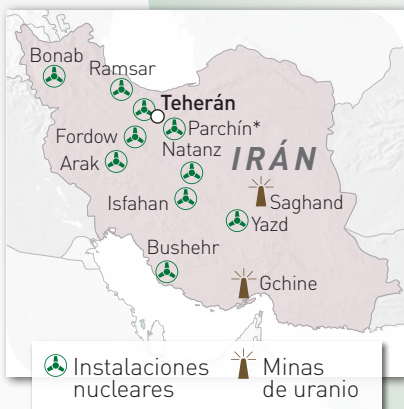 Bonab
Ramsar
Teherán
Parchín*
Fordow
Natanz
Arak
IRÁN
Saghand
Isfahan
Yazd
Bushehr
Gchine
Instalaciones
nucleares
Minas
de uranio